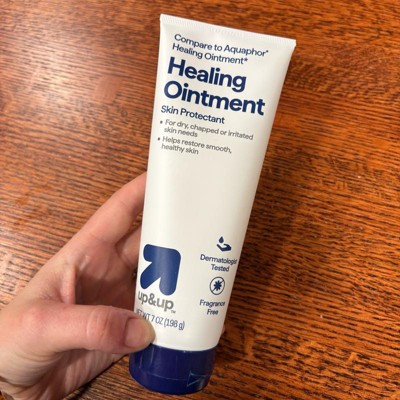 Compare to Aquaphor®
Healing Ointment*
Healing
Ointment
Skin Protectant
• For dry, chapped or irritated
skin needs
• Helps restore smooth,
healthy skin
Dermatologist
Tested
Fragrance
Free
up&up™
NET WT 7 OZ (198 g)